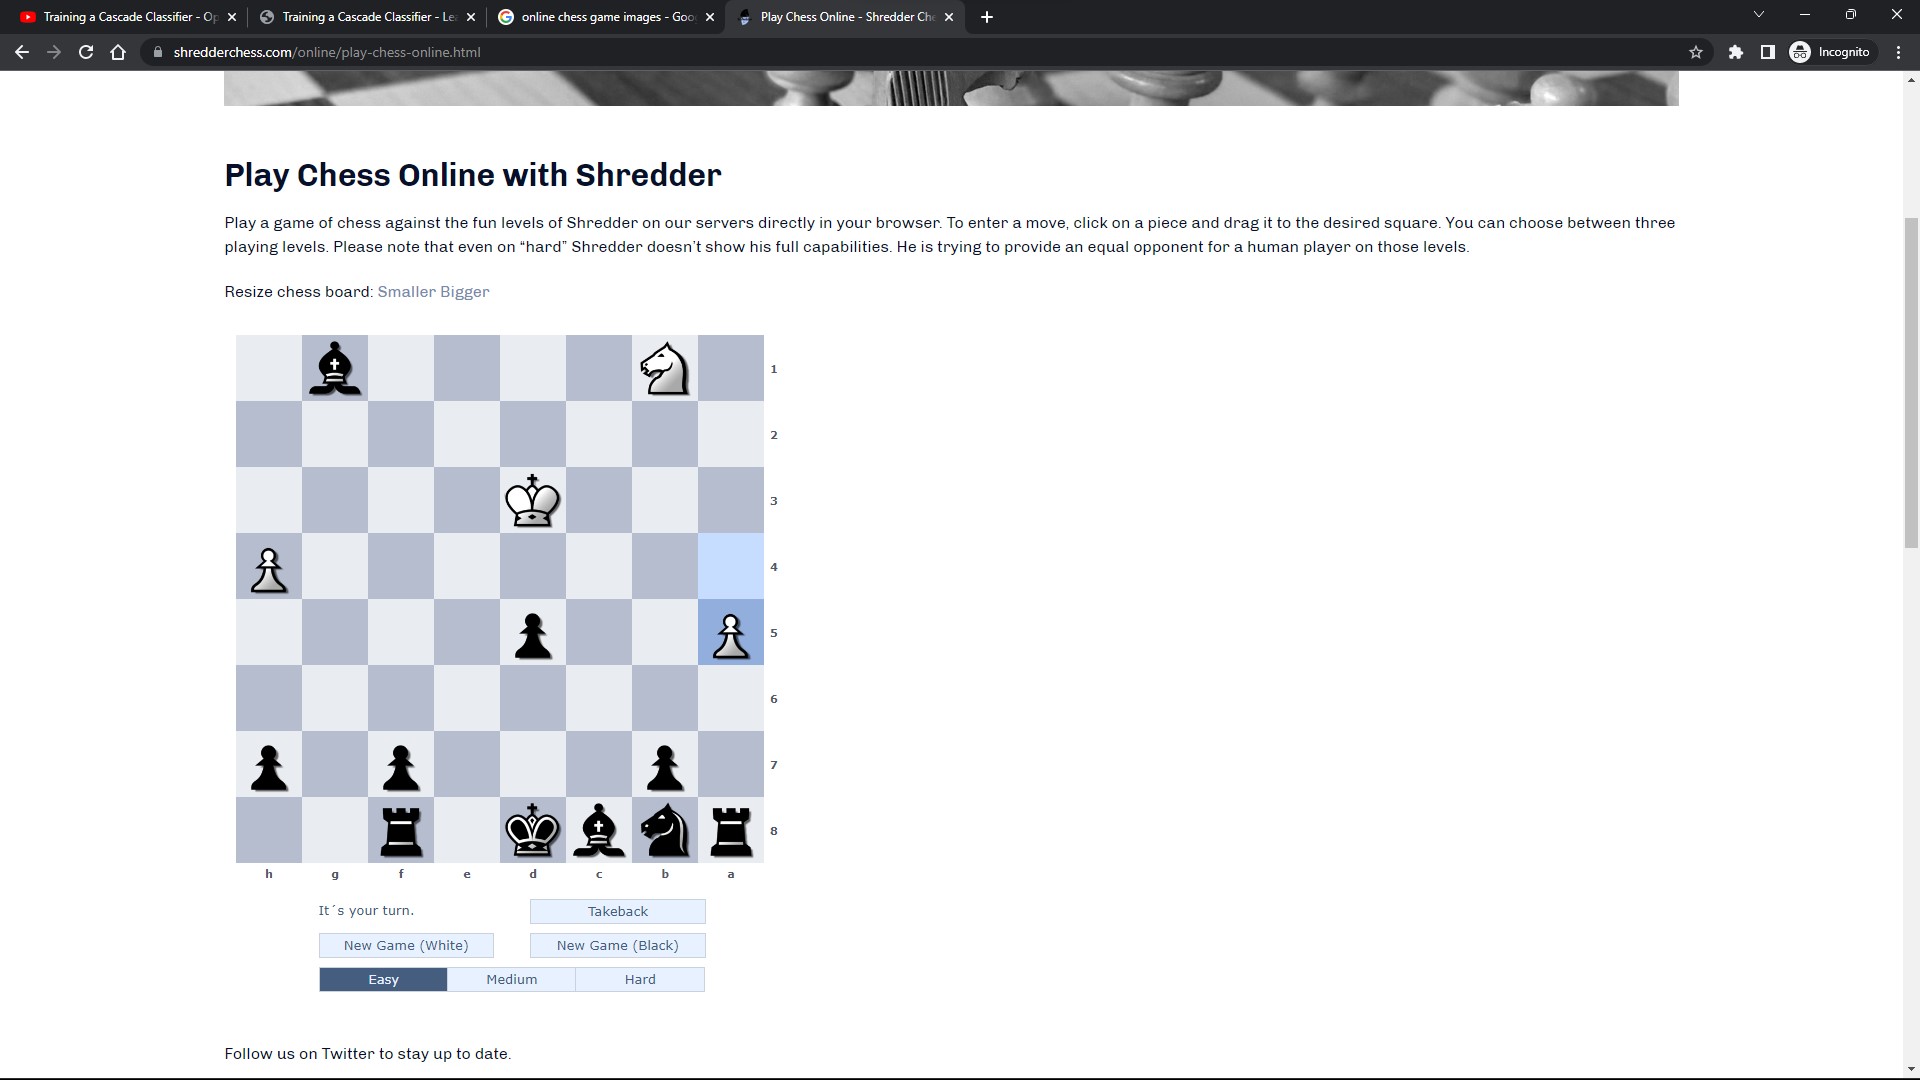 Training a Cascade Classifier - Op
Training a Cascade Classifier - Lea
online chess game images - Goo
Play Chess Online - Shredder Che
shredderchess.com/online/play-chess-online.html
Incognito
Play Chess Online with Shredder
Play a game of chess against the fun levels of Shredder on our servers directly in your browser. To enter a move, click on a piece and drag it to the desired square. You can choose between three
playing levels. Please note that even on “hard” Shredder doesn’t show his full capabilities. He is trying to provide an equal opponent for a human player on those levels.
Resize chess board: Smaller Bigger
1
2
3
4
5
6
7
8
h g f e d c b a
It´s your turn.
Takeback
New Game (White)
New Game (Black)
Easy
Medium
Hard
Follow us on Twitter to stay up to date.